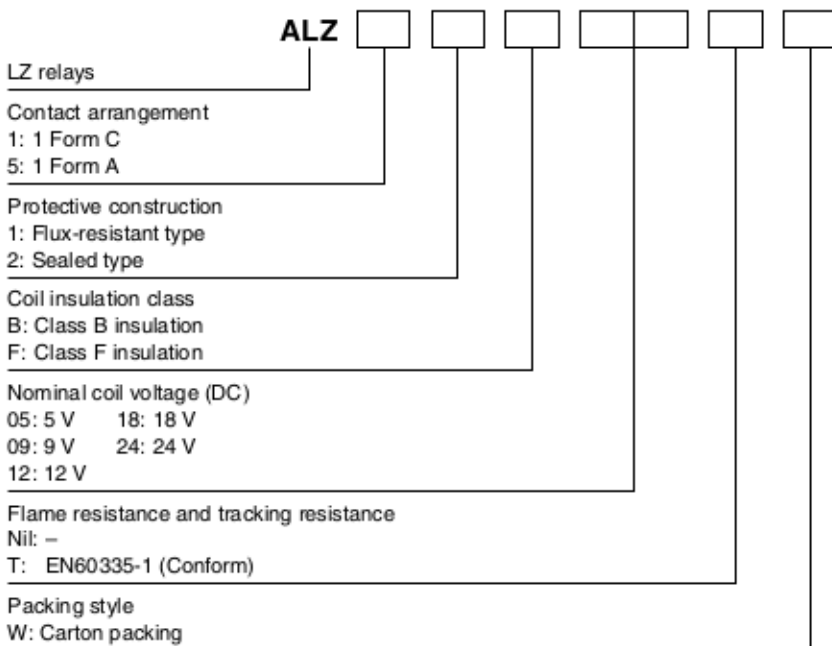 ALZ
LZ relays
Contact arrangement
1: 1 Form C
5: 1 Form A
Protective construction
1: Flux-resistant type
2: Sealed type
Coil insulation class
B: Class B insulation
F: Class F insulation
Nominal coil voltage (DC)
05: 5 V 18: 18 V
09: 9 V 24: 24 V
12: 12 V
Flame resistance and tracking resistance
Nil: –
T: EN60335-1 (Conform)
Packing style
W: Carton packing